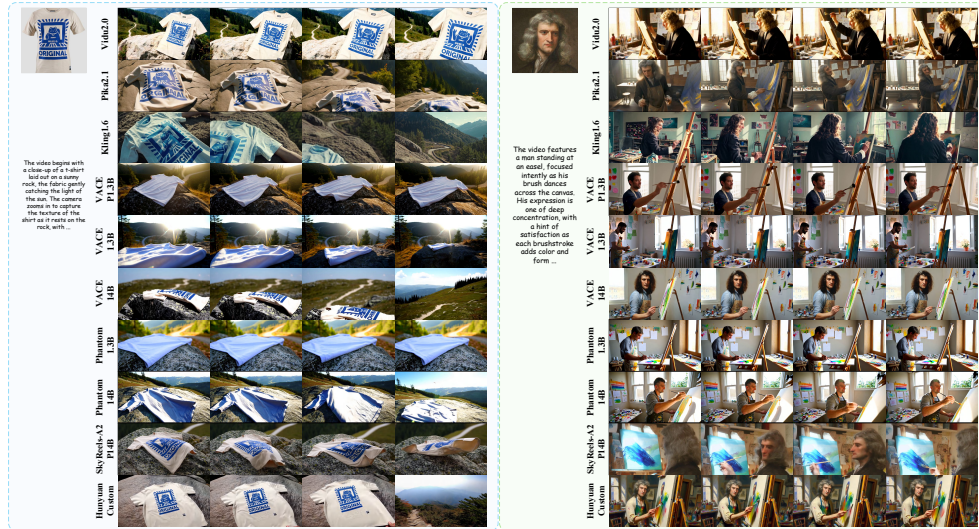 ORIGINAL
The video begins with
a close-up of a t-shirt
laid out on a sunny
rock, the fabric gently
catching the light of
the sun. The camera
zooms in to capture
the texture of the
shirt as it rests on the
rock, with ...
Vidu2.0
Pika2.1
Kling1.6
VACE
P1.3B
VACE
1.3B
VACE
14B
Phantom
1.3B
Phantom
14B
SkyReels-A2
P14B
Hunyuan
Custom
The video features
a man standing at
an easel, focused
intently as his
brush dances
across the canvas.
His expression is
one of deep
concentration, with
a hint of
satisfaction as
each brushstroke
adds color and
form ...
Vidu2.0
Pika2.1
Kling1.6
VACE
P1.3B
VACE
1.3B
VACE
14B
Phantom
1.3B
Phantom
14B
SkyReels-A2
P14B
Hunyuan
Custom